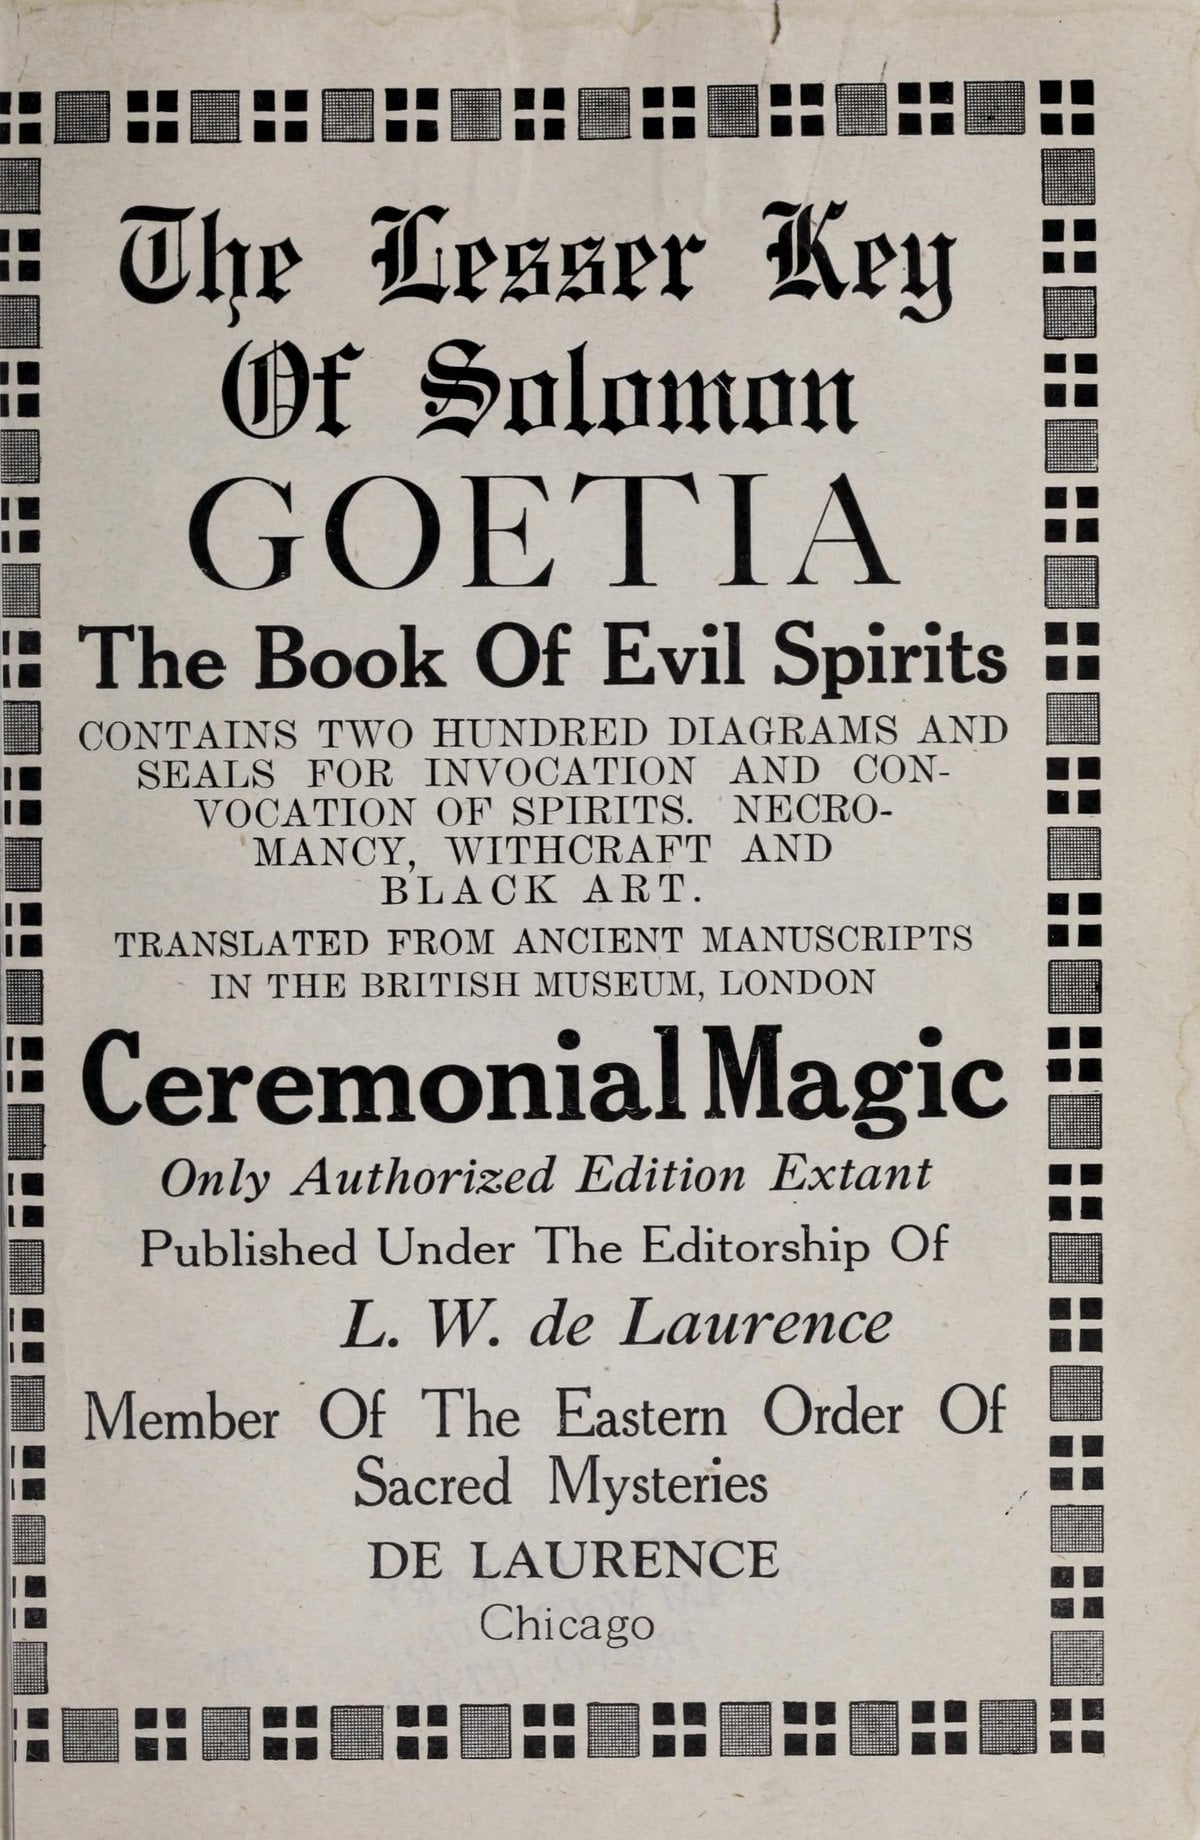 The Lesser Key
Of Solomon
GOETIA
The Book Of Evil Spirits
CONTAINS TWO HUNDRED DIAGRAMS AND
SEALS FOR INVOCATION AND CON-
VOCATION OF SPIRITS. NECRO-
MANCY, WITHCRAFT AND
BLACK ART.
TRANSLATED FROM ANCIENT MANUSCRIPTS
IN THE BRITISH MUSEUM, LONDON
Ceremonial Magic
Only Authorized Edition Extant
Published Under The Editorship Of
L. W. de Laurence
Member Of The Eastern Order Of
Sacred Mysteries
DE LAURENCE
Chicago